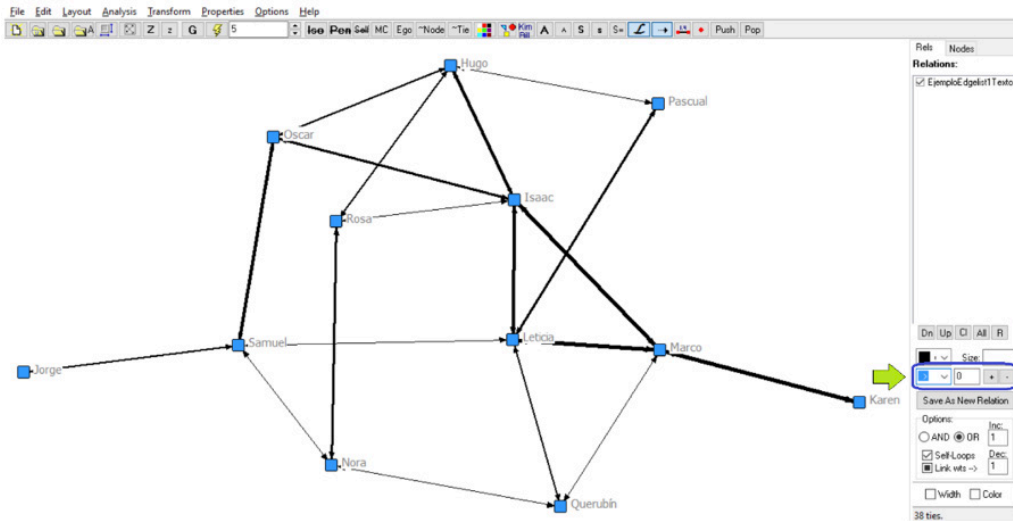 File Edit Layout Analysis Transform Properties Options Help
A Z z G 5 Iso Pen Self MC Ego ~Node ~Tie Kim Bill A A S s S= L Push Pop
Rels Nodes
Relations:
EjemploEdgelist1Texto
Hugo
Pascual
Oscar
Isaac
Rosa
Samuel
Leticia
Marco
Jorge
Karen
Nora
Querubín
Dn Up Cl All R
Size:
> 0 + -
Save As New Relation
Options:
Inc:
AND OR 1
Self-Loops Dec:
Link wts --> 1
Width Color
38 ties.